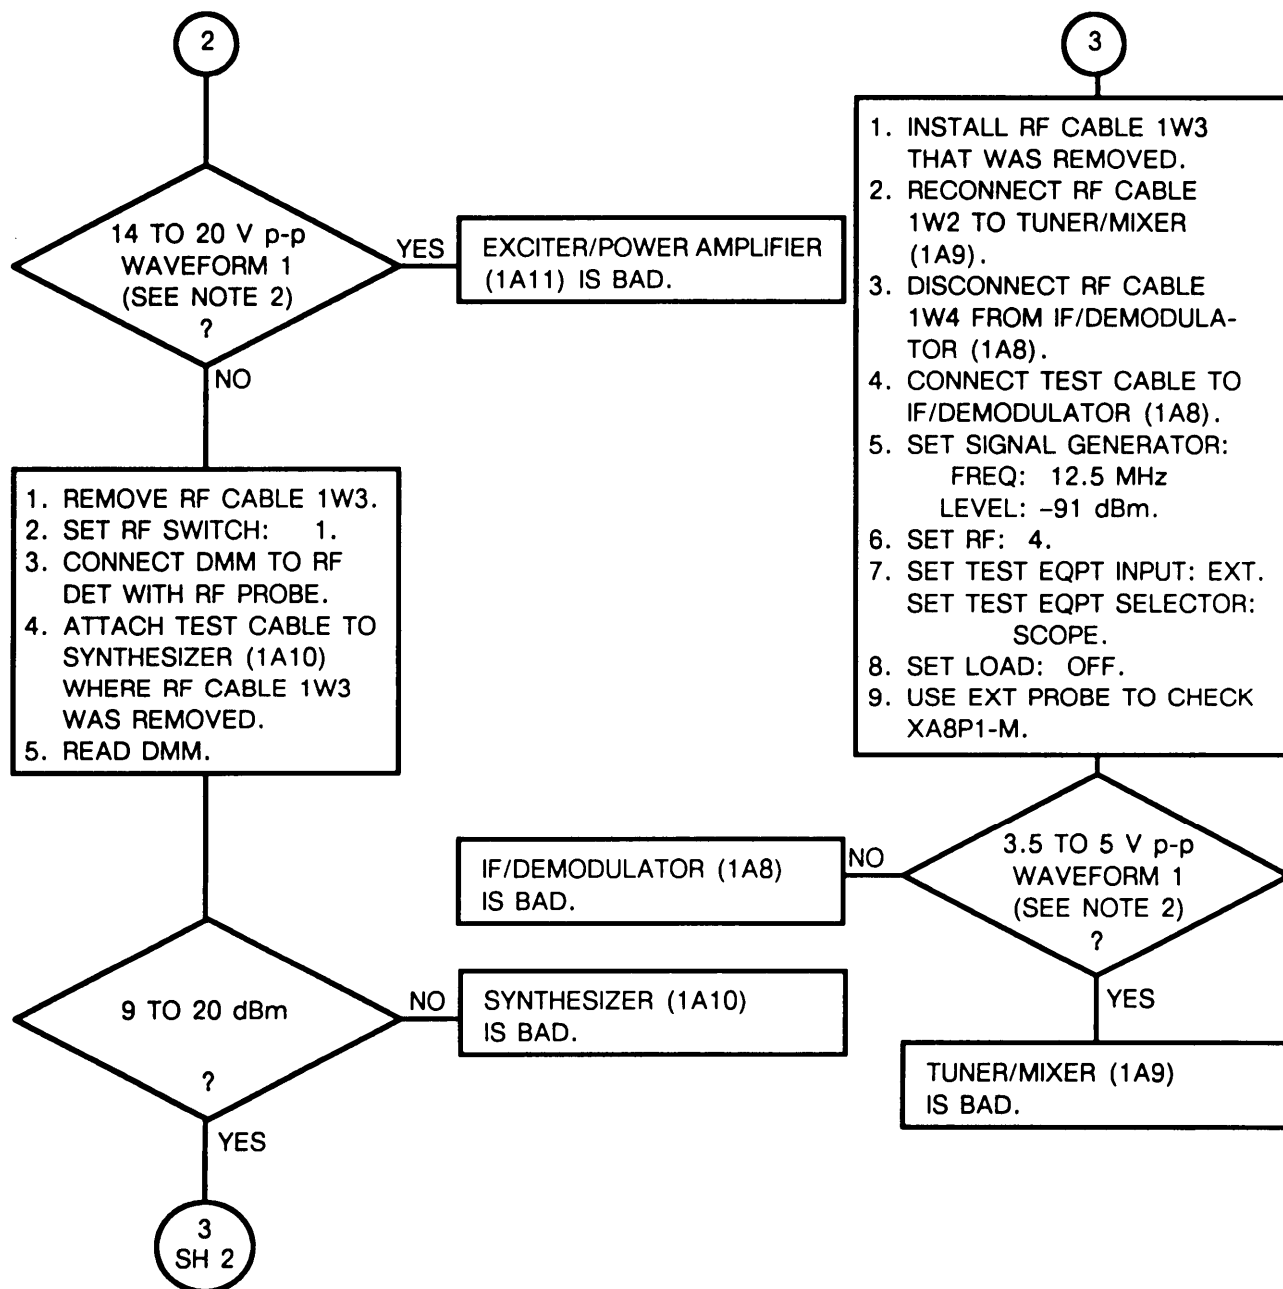 2
14 TO 20 V p-p
WAVEFORM 1
(SEE NOTE 2)
?
YES
EXCITER/POWER AMPLIFIER
(1A11) IS BAD.
NO
1. REMOVE RF CABLE 1W3.
2. SET RF SWITCH: 1.
3. CONNECT DMM TO RF
DET WITH RF PROBE.
4. ATTACH TEST CABLE TO
SYNTHESIZER (1A10)
WHERE RF CABLE 1W3
WAS REMOVED.
5. READ DMM.
9 TO 20 dBm
?
NO
SYNTHESIZER (1A10)
IS BAD.
YES
3
SH 2
3
1. INSTALL RF CABLE 1W3
THAT WAS REMOVED.
2. RECONNECT RF CABLE
1W2 TO TUNER/MIXER
(1A9).
3. DISCONNECT RF CABLE
1W4 FROM IF/DEMODULA-
TOR (1A8).
4. CONNECT TEST CABLE TO
IF/DEMODULATOR (1A8).
5. SET SIGNAL GENERATOR:
FREQ: 12.5 MHz
LEVEL: –91 dBm.
6. SET RF: 4.
7. SET TEST EQPT INPUT: EXT.
SET TEST EQPT SELECTOR:
SCOPE.
8. SET LOAD: OFF.
9. USE EXT PROBE TO CHECK
XA8P1-M.
3.5 TO 5 V p-p
WAVEFORM 1
(SEE NOTE 2)
?
NO
IF/DEMODULATOR (1A8)
IS BAD.
YES
TUNER/MIXER (1A9)
IS BAD.